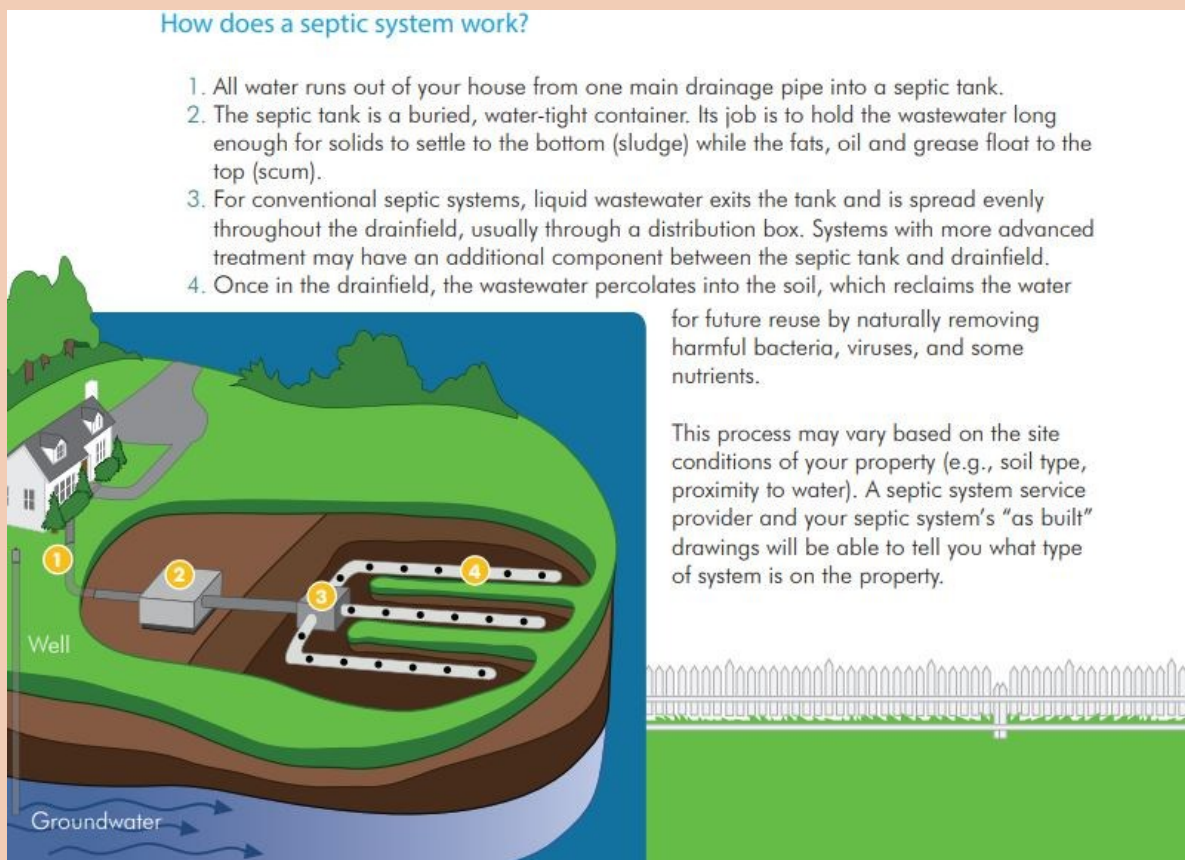 How does a septic system work?
1. All water runs out of your house from one main drainage pipe into a septic tank.
2. The septic tank is a buried, water-tight container. Its job is to hold the wastewater long
enough for solids to settle to the bottom (sludge) while the fats, oil and grease float to the
top (scum).
3. For conventional septic systems, liquid wastewater exits the tank and is spread evenly
throughout the drainfield, usually through a distribution box. Systems with more advanced
treatment may have an additional component between the septic tank and drainfield.
4. Once in the drainfield, the wastewater percolates into the soil, which reclaims the water
for future reuse by naturally removing
harmful bacteria, viruses, and some
nutrients.
This process may vary based on the site
conditions of your property (e.g., soil type,
proximity to water). A septic system service
provider and your septic system’s “as built”
drawings will be able to tell you what type
of system is on the property.
1
2
3
4
Well
Groundwater